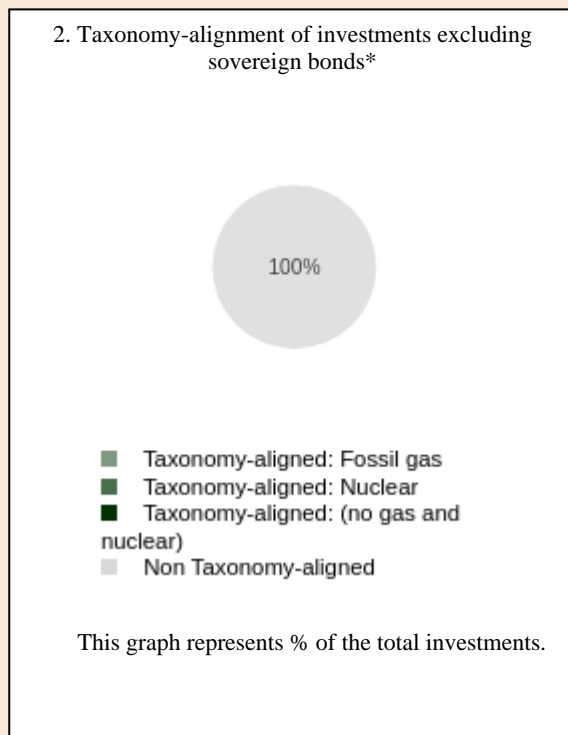 2. Taxonomy-alignment of investments excluding
sovereign bonds*
100%
Taxonomy-aligned: Fossil gas
Taxonomy-aligned: Nuclear
Taxonomy-aligned: (no gas and
nuclear)
Non Taxonomy-aligned
This graph represents % of the total investments.